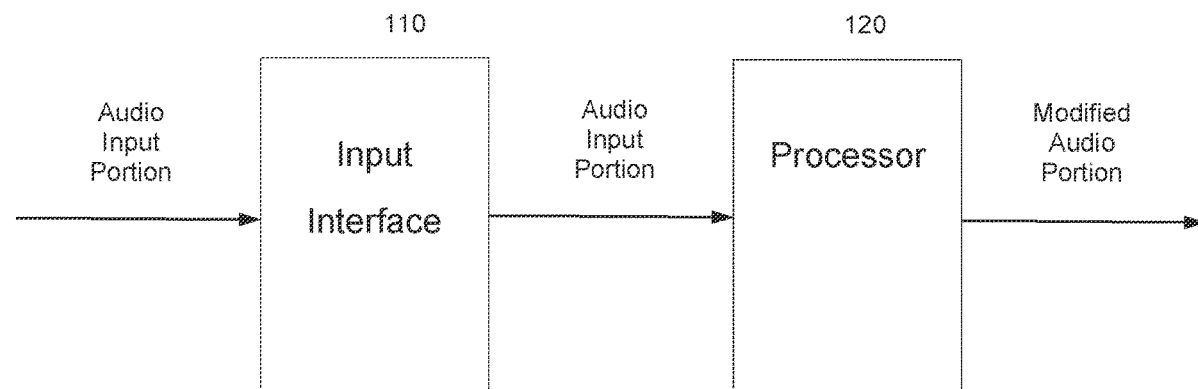 110
120
Audio
Input
Portion
Input
Interface
Audio
Input
Portion
Processor
Modified
Audio
Portion